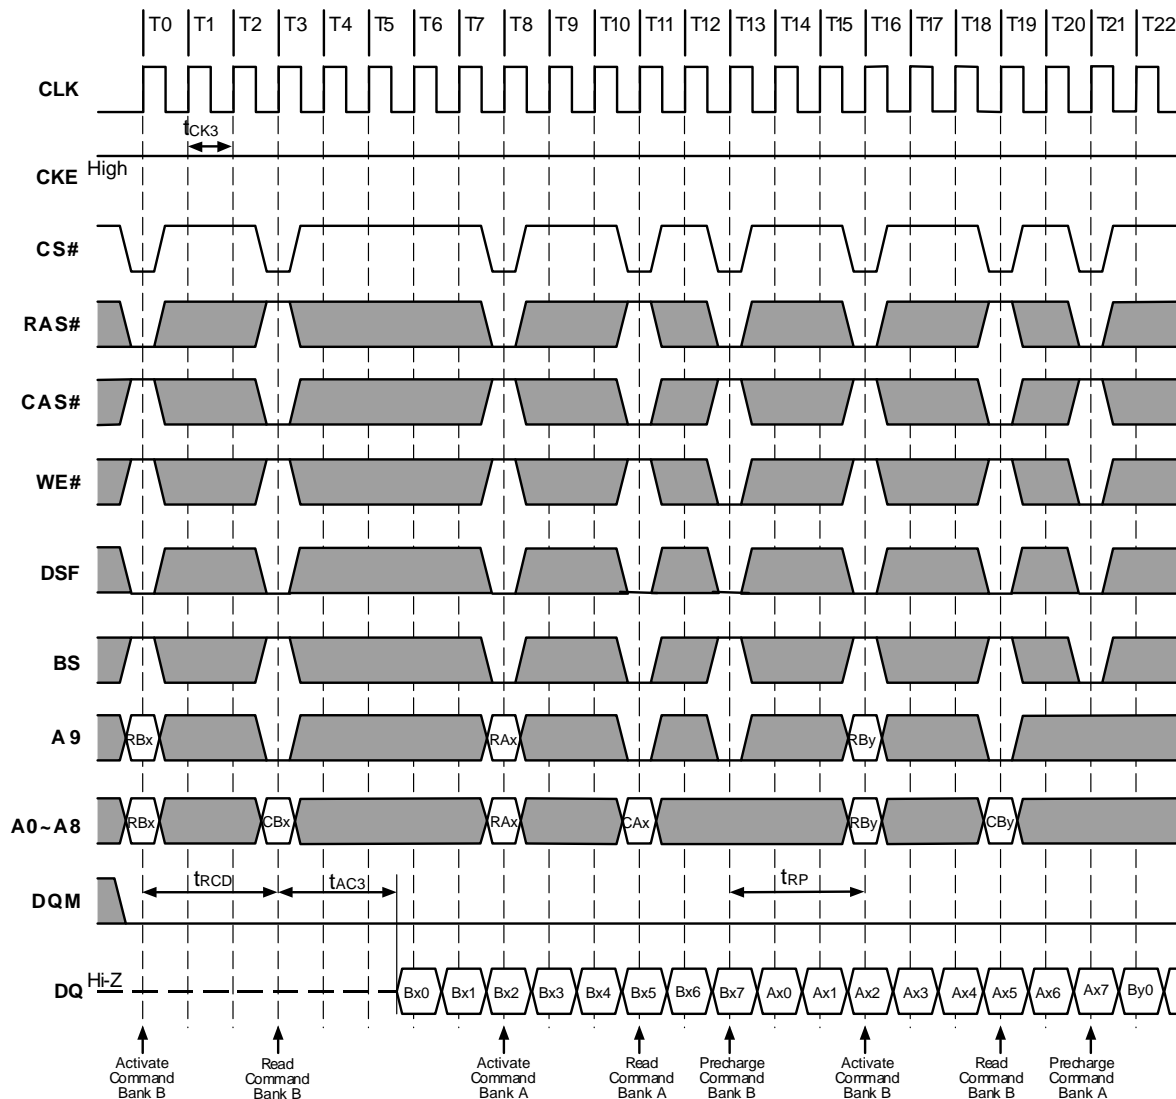 T0 T1 T2 T3 T4 T5 T6 T7 T8 T9 T10 T11 T12 T13 T14 T15 T16 T17 T18 T19 T20 T21 T22
CLK
tCK3
High
CKE
CS#
RAS#
CAS#
WE#
DSF
BS
A9 RBx RAx RBy
A0~A8 RBx CBx RAx CAx RBy CBy
tRCD tAC3 tRP
DQM
Hi-Z
DQ Bx0 Bx1 Bx2 Bx3 Bx4 Bx5 Bx6 Bx7 Ax0 Ax1 Ax2 Ax3 Ax4 Ax5 Ax6 Ax7 By0
Activate Command Bank B
Read Command Bank B
Activate Command Bank A
Read Command Bank A
Precharge Command Bank B
Activate Command Bank B
Read Command Bank B
Precharge Command Bank A